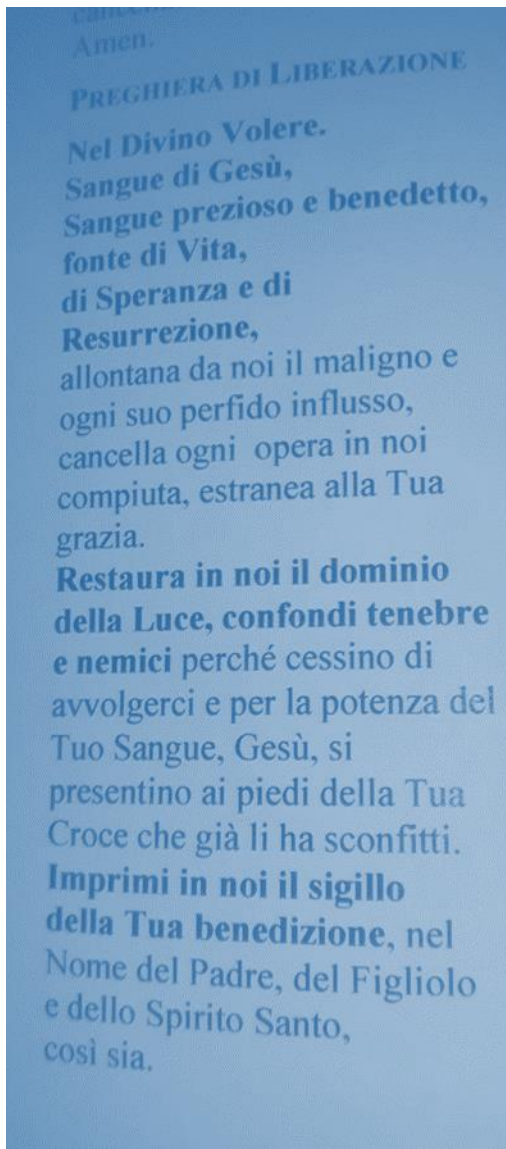 Amen.
PREGHIERA DI LIBERAZIONE
Nel Divino Volere.
Sangue di Gesù,
Sangue prezioso e benedetto,
fonte di Vita,
di Speranza e di
Resurrezione,
allontana da noi il maligno e
ogni suo perfido influsso,
cancella ogni opera in noi
compiuta, estranea alla Tua
grazia.
Restaura in noi il dominio
della Luce, confondi tenebre
e nemici perché cessino di
avvolgerci e per la potenza del
Tuo Sangue, Gesù, si
presentino ai piedi della Tua
Croce che già li ha sconfitti.
Imprimi in noi il sigillo
della Tua benedizione, nel
Nome del Padre, del Figliolo
e dello Spirito Santo,
così sia.